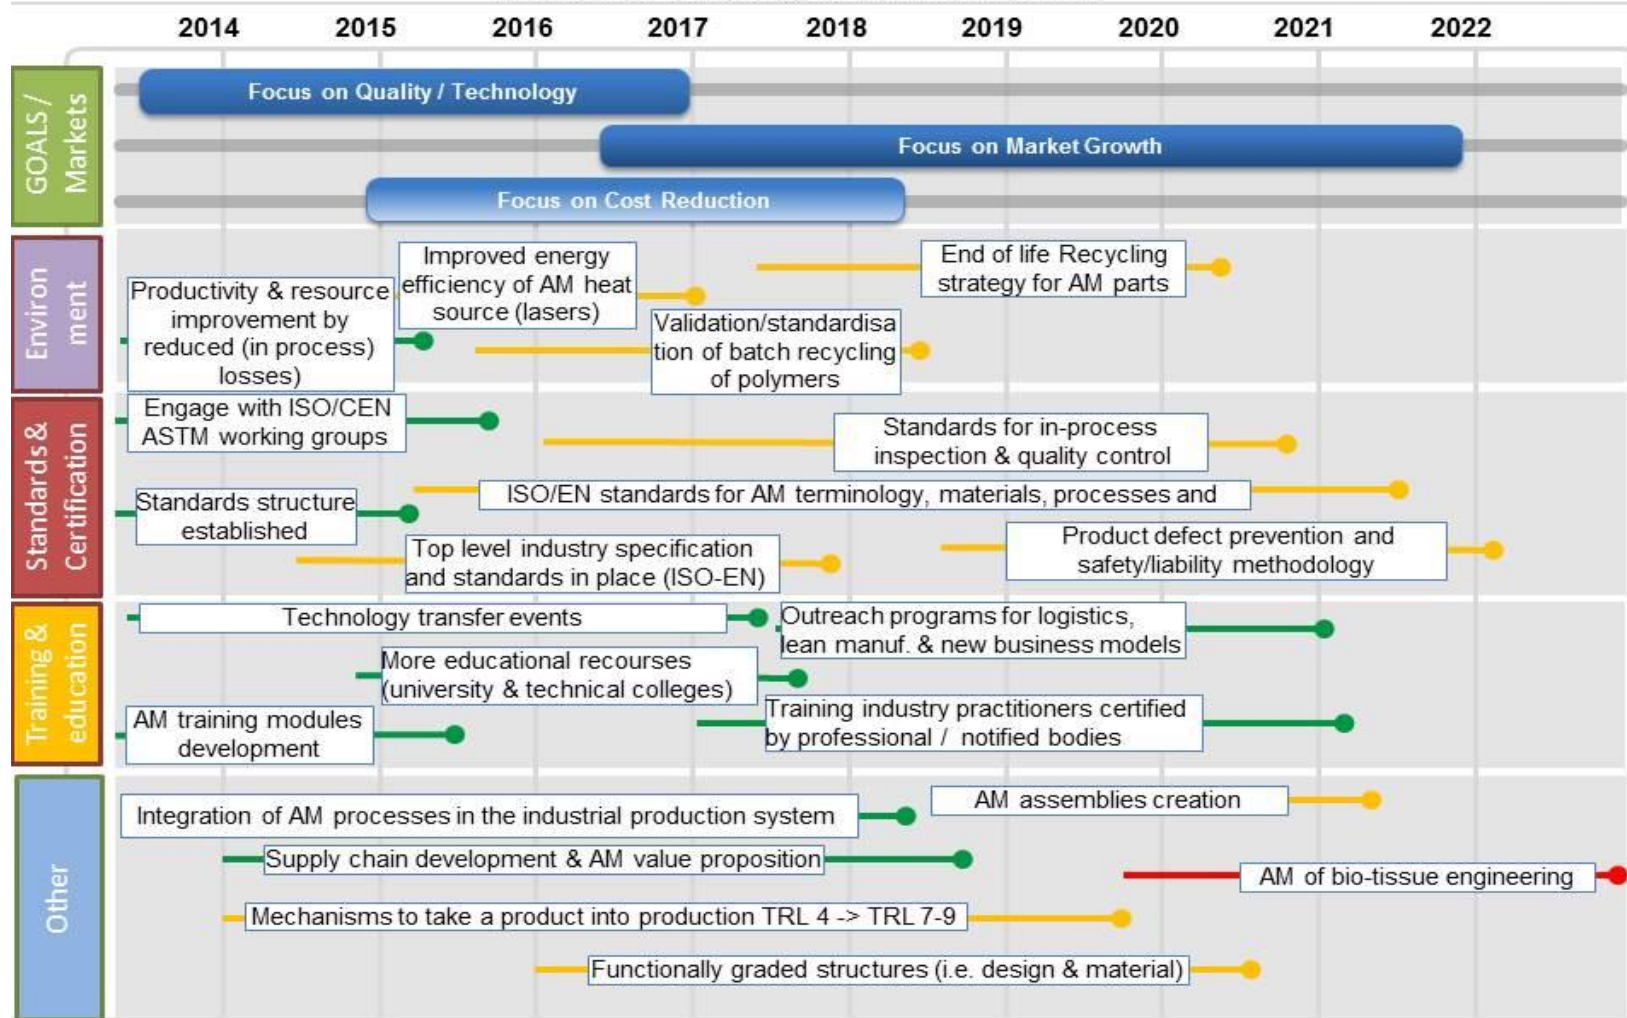 2014 2015 2016 2017 2018 2019 2020 2021 2022
GOALS /
Markets
Focus on Quality / Technology
Focus on Market Growth
Focus on Cost Reduction
Environ
ment
Productivity & resource
improvement by
reduced (in process)
losses)
Improved energy
efficiency of AM heat
source (lasers)
End of life Recycling
strategy for AM parts
Validation/standardisa
tion of batch recycling
of polymers
Standards &
Certification
Engage with ISO/CEN
ASTM working groups
Standards for in-process
inspection & quality control
ISO/EN standards for AM terminology, materials, processes and
Standards structure
established
Top level industry specification
and standards in place (ISO-EN)
Product defect prevention and
safety/liability methodology
Training &
education
Technology transfer events
Outreach programs for logistics,
lean manuf. & new business models
More educational recourses
(university & technical colleges)
AM training modules
development
Training industry practitioners certified
by professional / notified bodies
Other
Integration of AM processes in the industrial production system
AM assemblies creation
Supply chain development & AM value proposition
AM of bio-tissue engineering
Mechanisms to take a product into production TRL 4 -> TRL 7-9
Functionally graded structures (i.e. design & material)